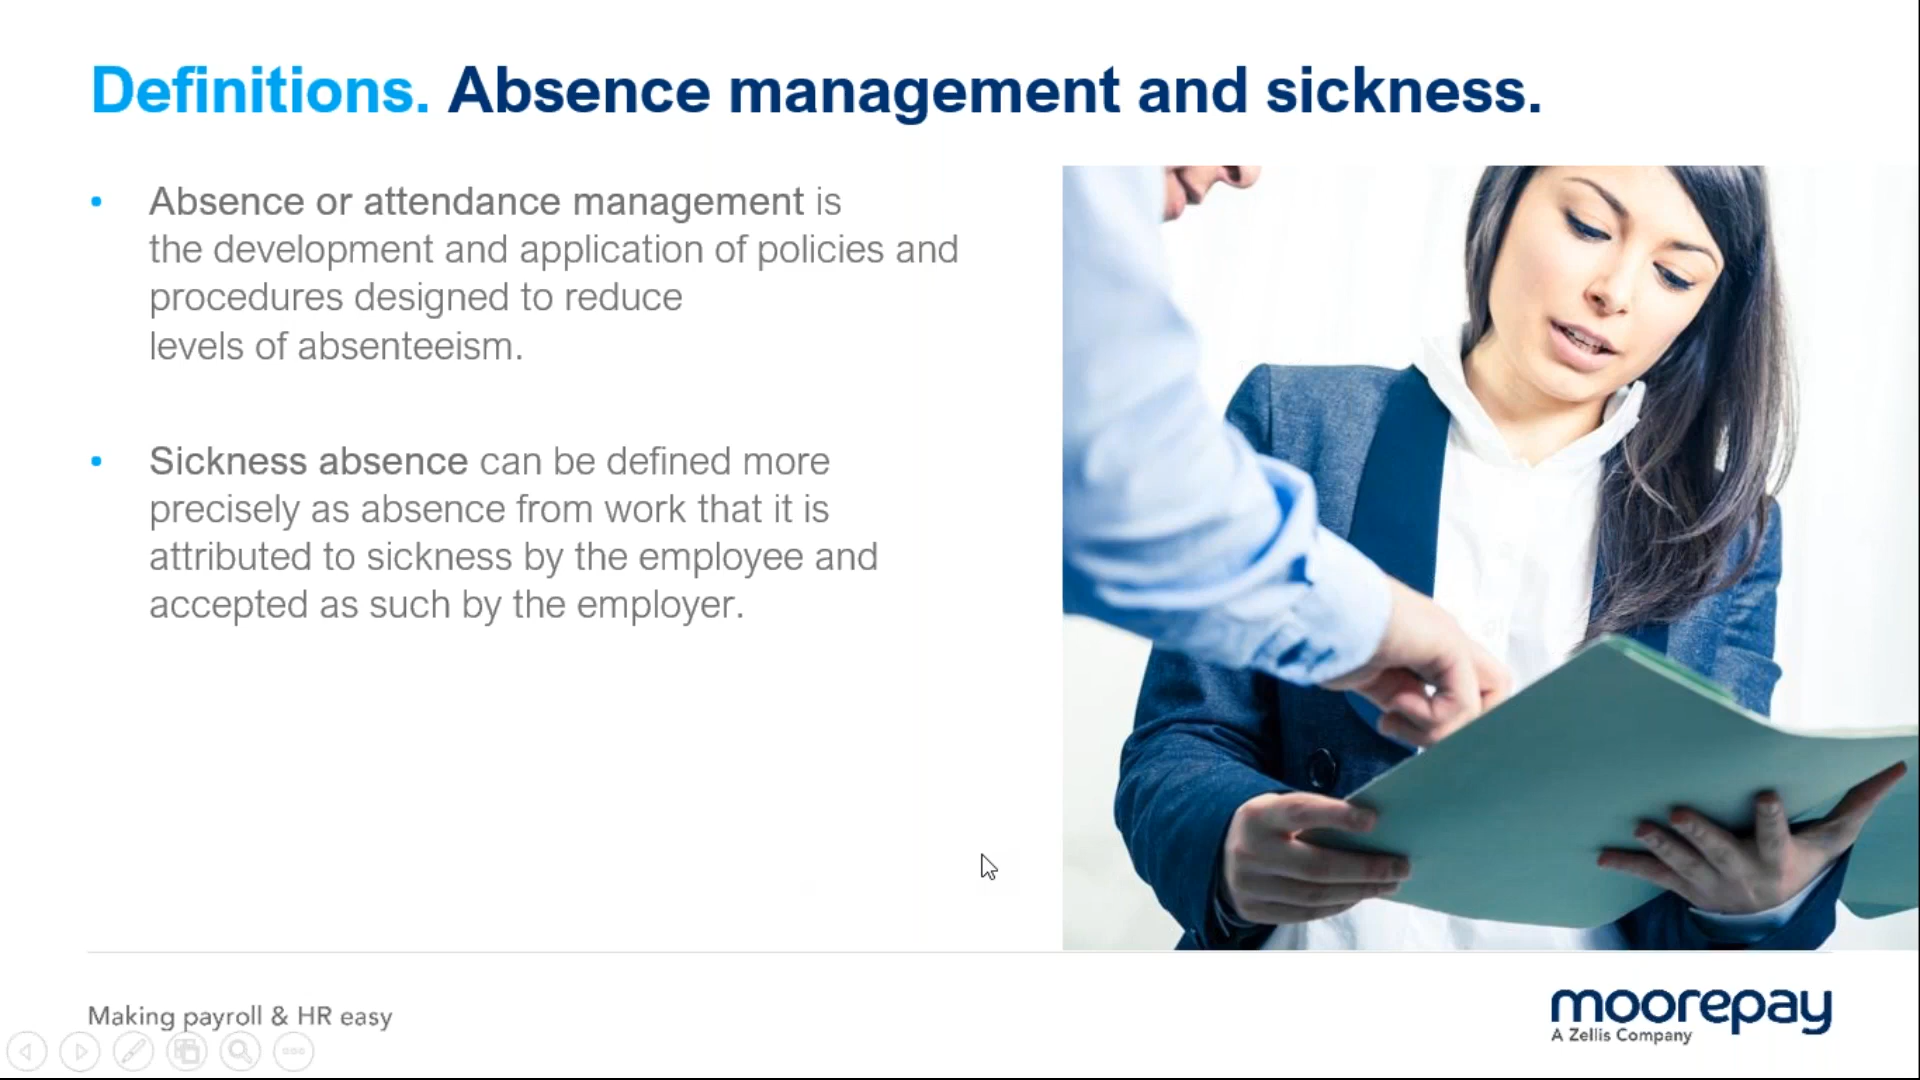 Definitions. Absence management and sickness.
• Absence or attendance management is
the development and application of policies and
procedures designed to reduce
levels of absenteeism.
• Sickness absence can be defined more
precisely as absence from work that it is
attributed to sickness by the employee and
accepted as such by the employer.
Making payroll & HR easy
moorepay
A Zellis Company